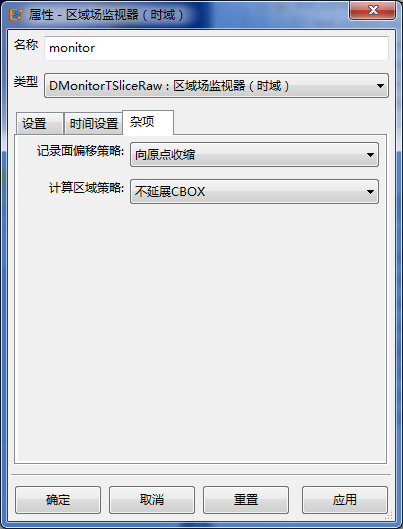 属性 - 区域场监视器（时域）
名称 monitor
类型 DMonitorTSliceRaw：区域场监视器（时域）
设置 时间设置 杂项
记录面偏移策略: 向原点收缩
计算区域策略: 不延展CBOX
确定 取消 重置 应用